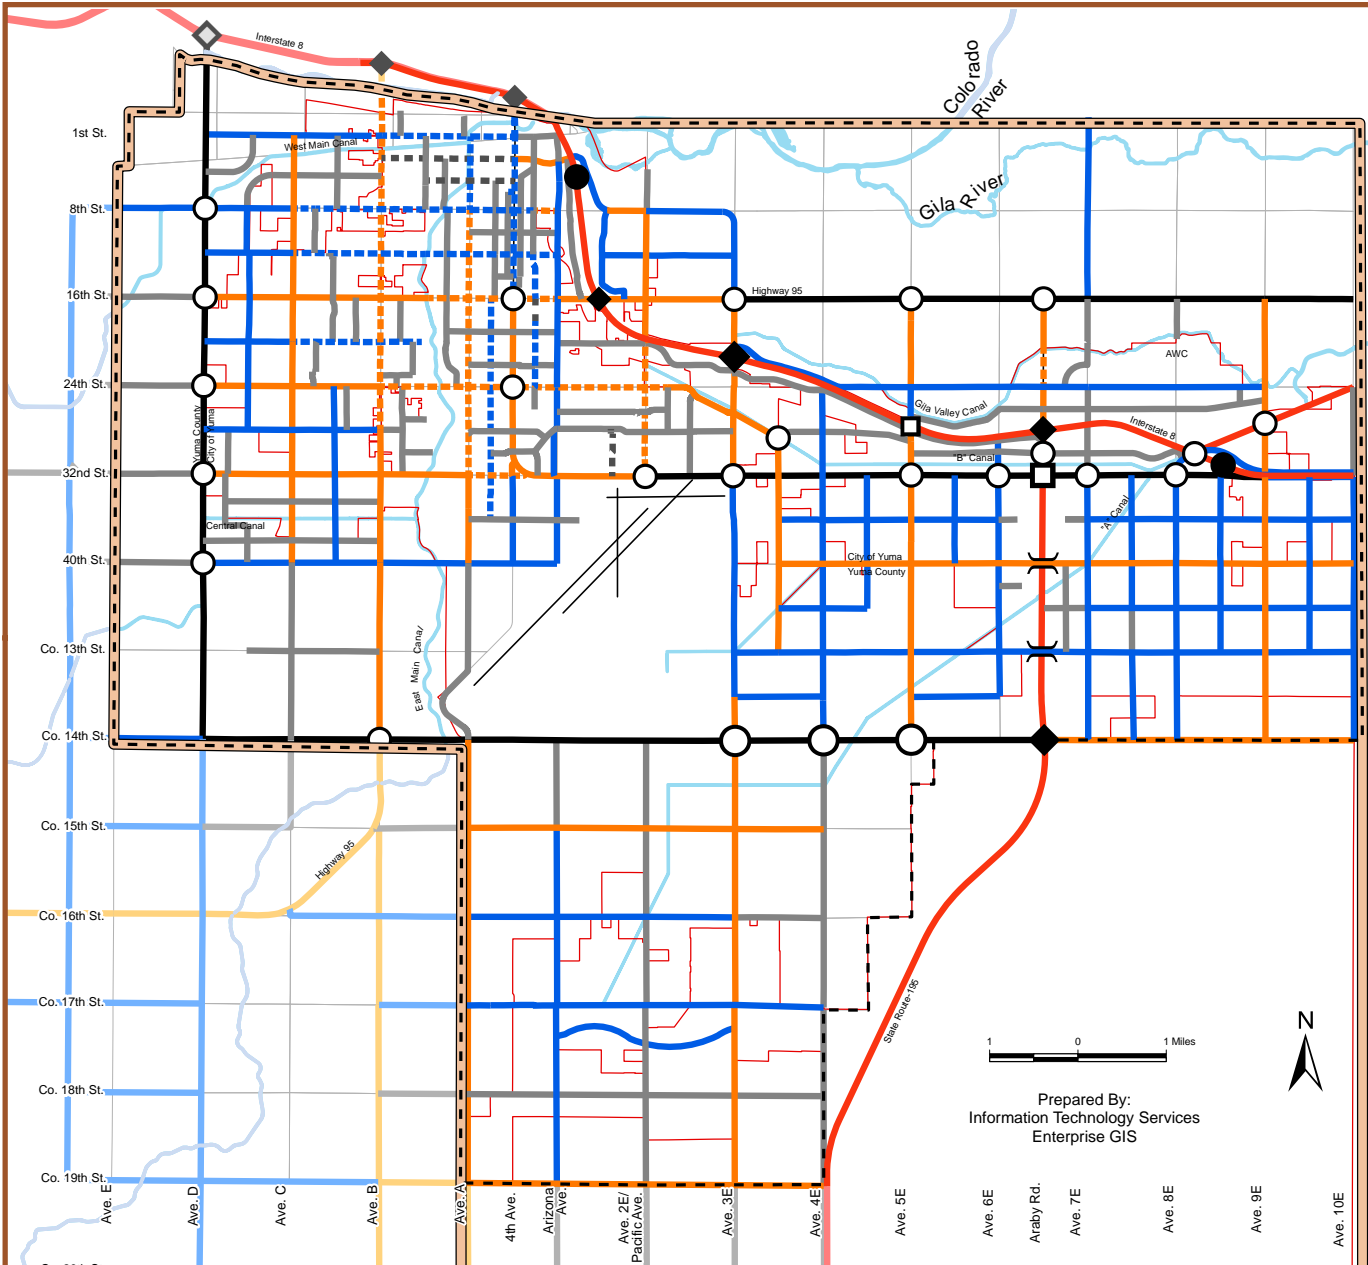 Interstate 8
Colorado
River
1st St.
West Main Canal
Gila River
8th St.
16th St.
Highway 95
AWC
24th St.
Gila Valley Canal
Yuma County
City of Yuma
Interstate 8
"B" Canal
32nd St.
"A" Canal
Central Canal
40th St.
City of Yuma
Yuma County
East Main Canal
Co. 13th St.
Co. 14th St.
Co. 15th St.
Highway 95
Co. 16th St.
Co. 17th St.
State Route-195
N
1 0 1 Miles
Co. 18th St.
Prepared By:
Information Technology Services
Enterprise GIS
Co. 19th St.
Ave. E
Ave. D
Ave. C
Ave. B
Ave. A
4th Ave.
Arizona
Ave.
Ave. 2E/
Pacific Ave.
Ave. 3E
Ave. 4E
Ave. 5E
Ave. 6E
Araby Rd.
Ave. 7E
Ave. 8E
Ave. 9E
Ave. 10E